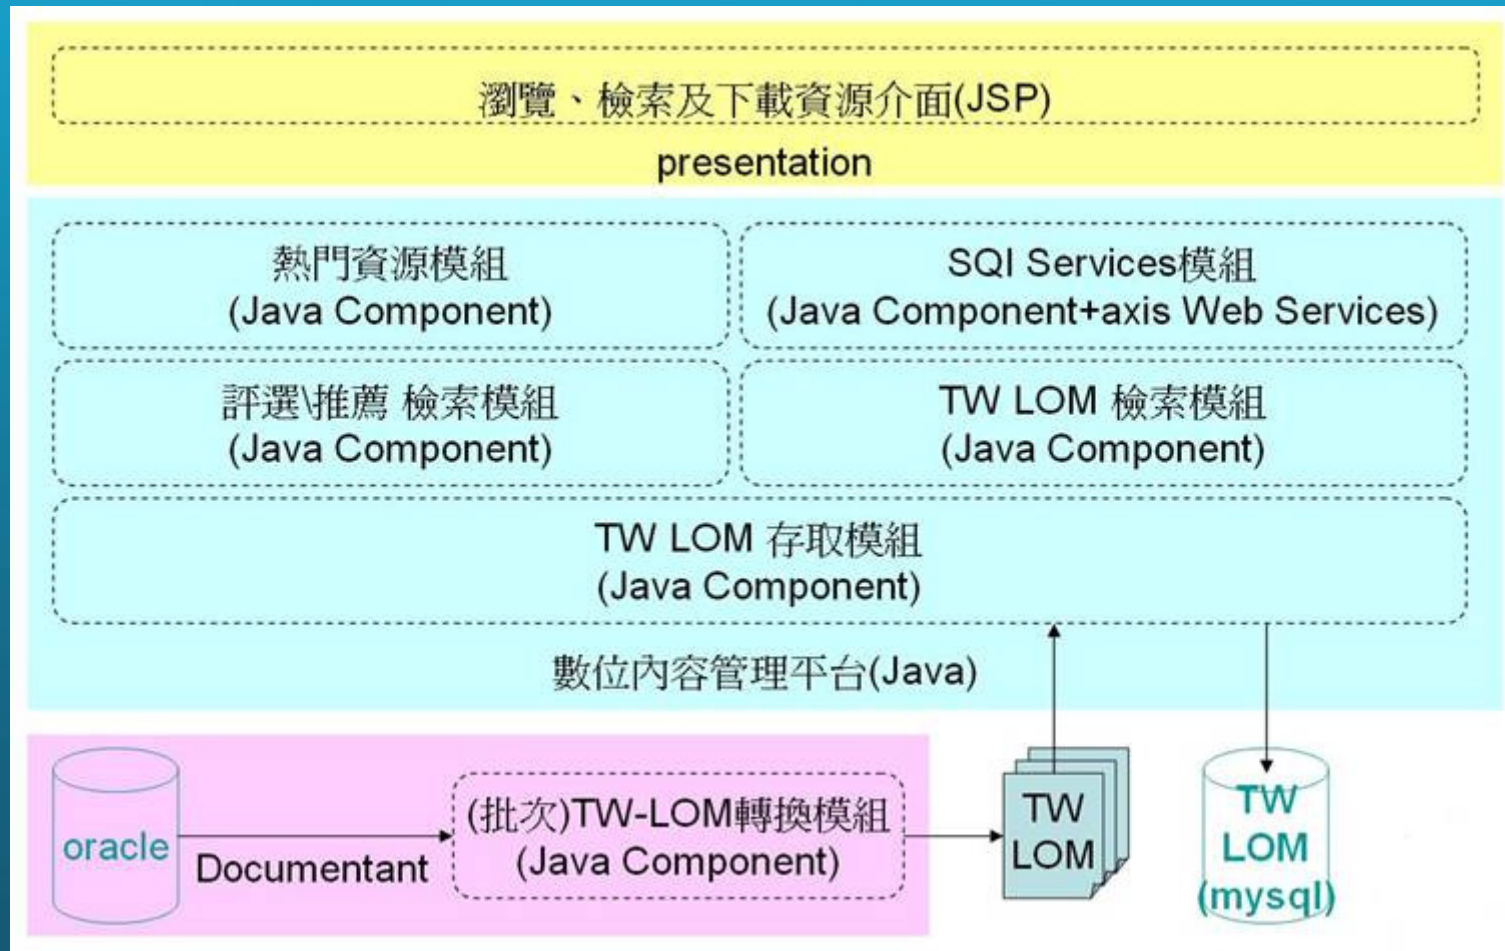 瀏覽、檢索及下載資源介面(JSP)
presentation
熱門資源模組
(Java Component)
SQI Services模組
(Java Component+axis Web Services)
評選\推薦 檢索模組
(Java Component)
TW LOM 檢索模組
(Java Component)
TW LOM 存取模組
(Java Component)
數位內容管理平台(Java)
oracle
Documentant
(批次)TW-LOM轉換模組
(Java Component)
TW
LOM
TW
LOM
(mysql)